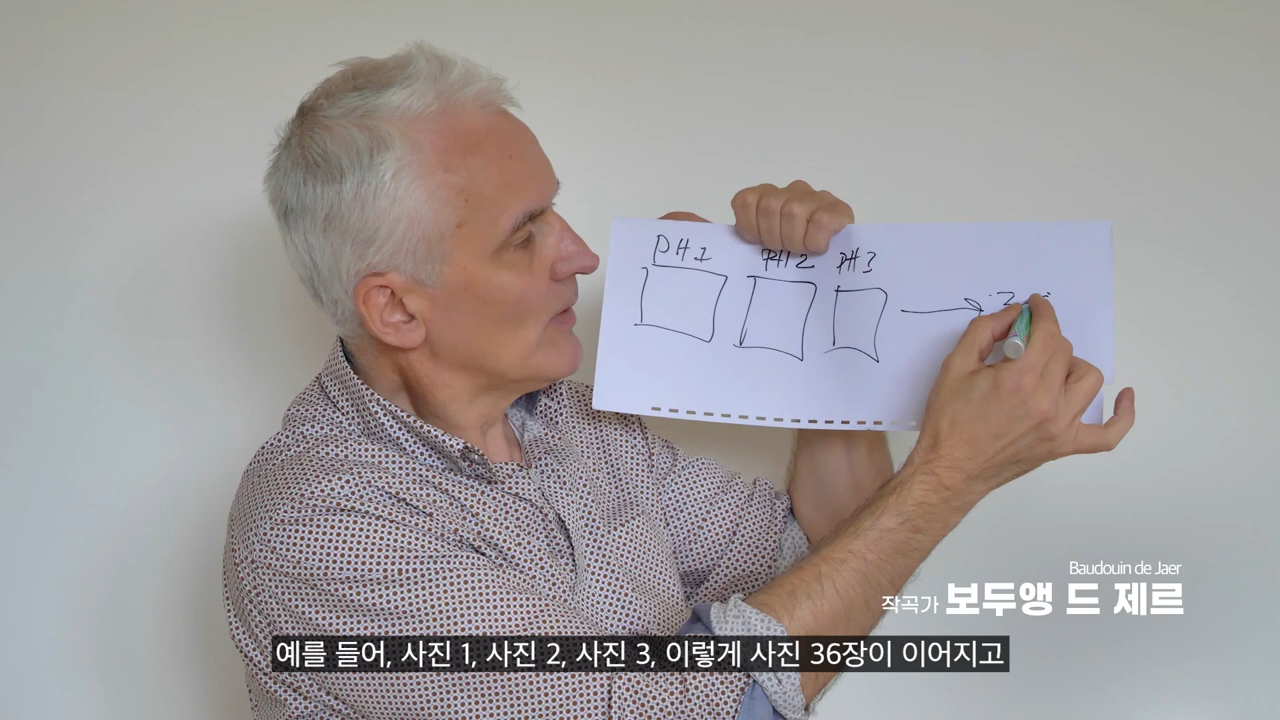 PH1 PH2 PH3
Baudouin de Jaer
작곡가 보두앵 드 제르
예를 들어, 사진 1, 사진 2, 사진 3, 이렇게 사진 36장이 이어지고